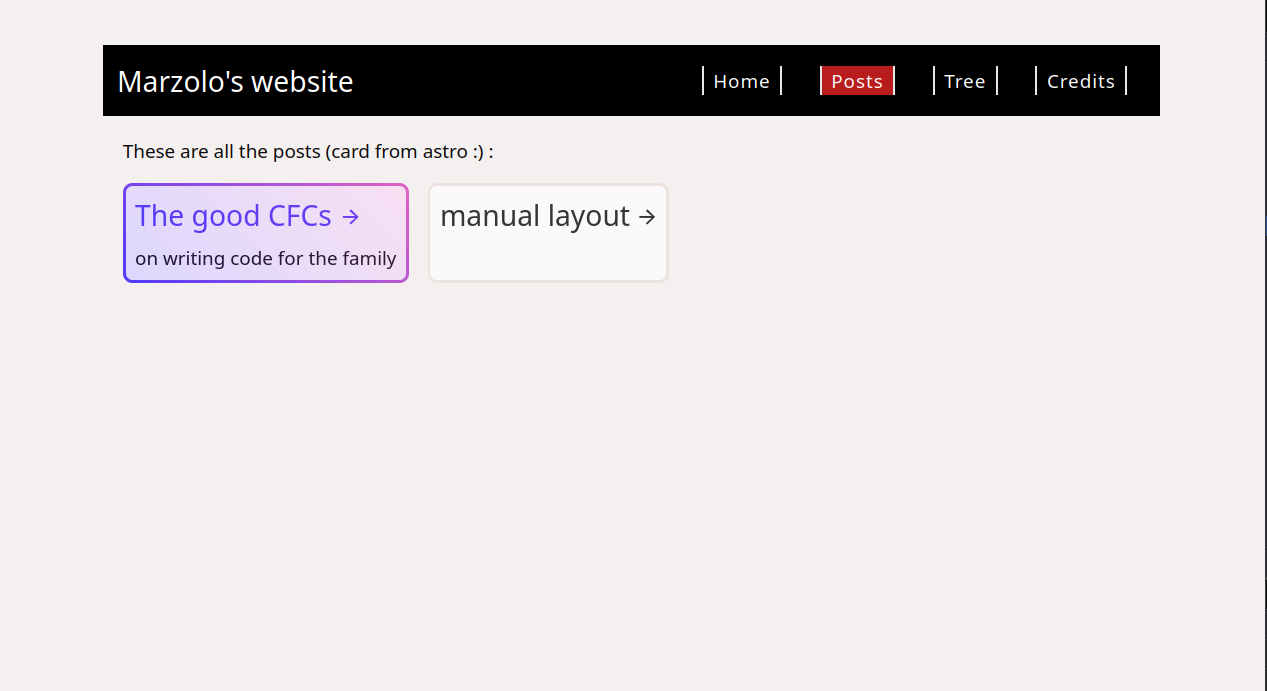 Marzolo's website
Home Posts Tree Credits
These are all the posts (card from astro :) :
The good CFCs →
on writing code for the family
manual layout →